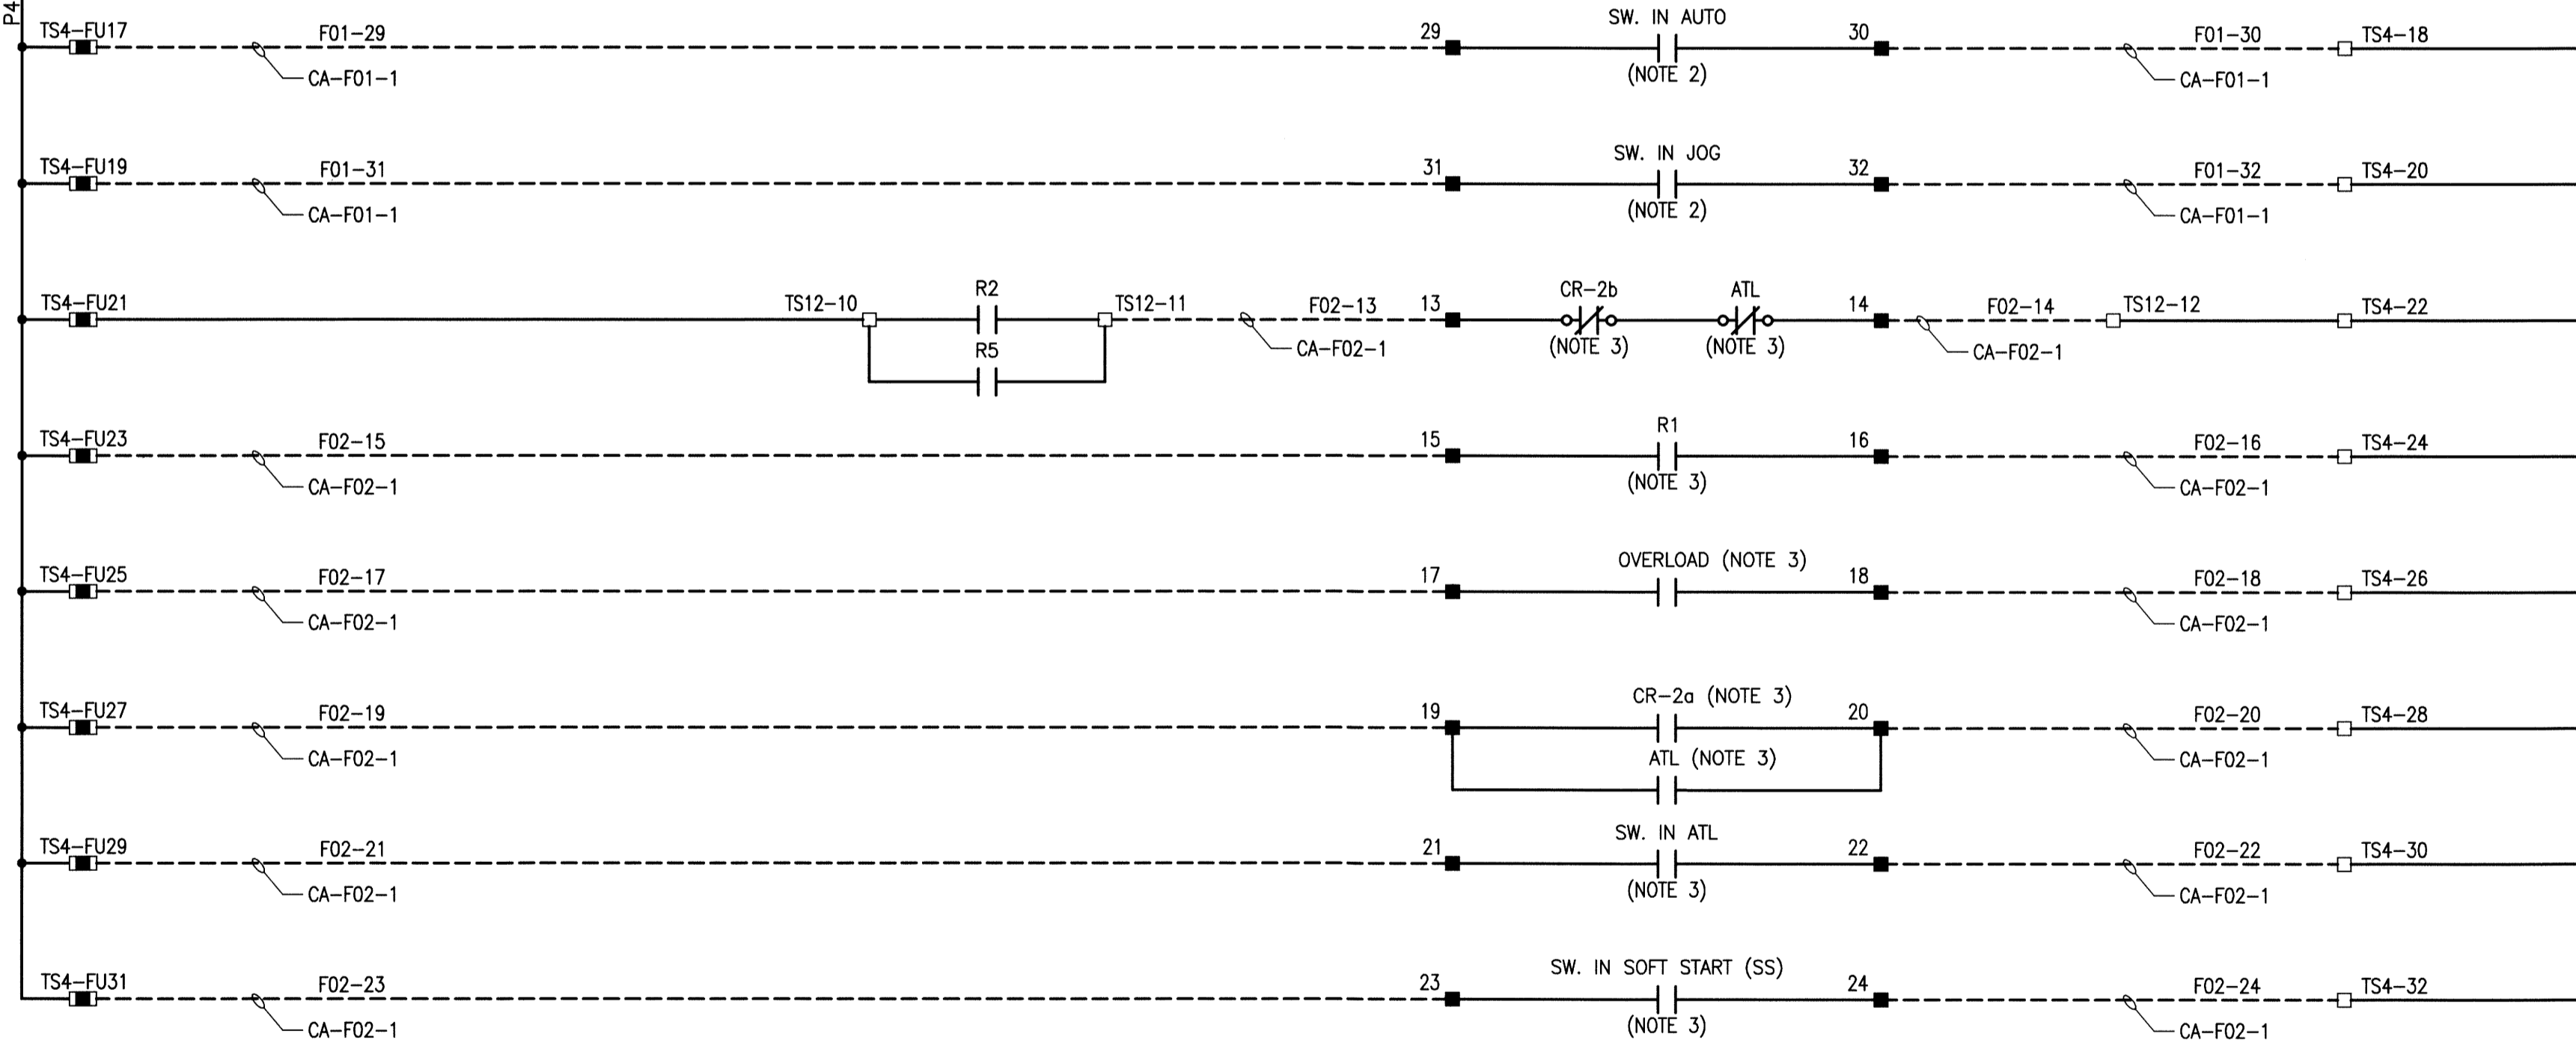 P4
SW. IN AUTO
TS4-FU17 F01-29 29 30 F01-30 TS4-18
CA-F01-1 (NOTE 2) CA-F01-1
SW. IN JOG
TS4-FU19 F01-31 31 32 F01-32 TS4-20
CA-F01-1 (NOTE 2) CA-F01-1
R2 CR-2b ATL
TS4-FU21 TS12-10 TS12-11 F02-13 13 14 F02-14 TS12-12 TS4-22
R5 CA-F02-1 (NOTE 3) (NOTE 3) CA-F02-1
R1
TS4-FU23 F02-15 15 16 F02-16 TS4-24
CA-F02-1 (NOTE 3) CA-F02-1
OVERLOAD (NOTE 3)
TS4-FU25 F02-17 17 18 F02-18 TS4-26
CA-F02-1 CA-F02-1
CR-2a (NOTE 3)
TS4-FU27 F02-19 19 20 F02-20 TS4-28
CA-F02-1 ATL (NOTE 3) CA-F02-1
SW. IN ATL
TS4-FU29 F02-21 21 22 F02-22 TS4-30
CA-F02-1 (NOTE 3) CA-F02-1
SW. IN SOFT START (SS)
TS4-FU31 F02-23 23 24 F02-24 TS4-32
CA-F02-1 (NOTE 3) CA-F02-1